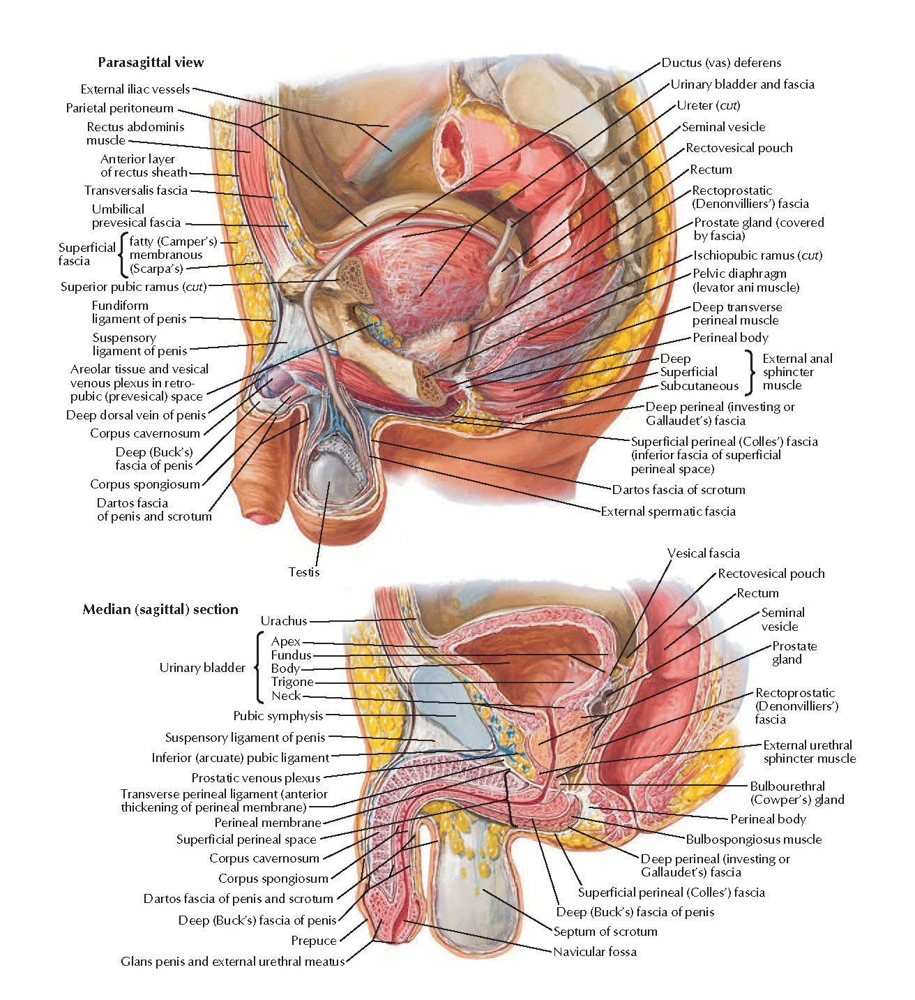 Parasagittal view
External iliac vessels
Parietal peritoneum
Rectus abdominis
muscle
Anterior layer
of rectus sheath
Transversalis fascia
Umbilical
prevesical fascia
Superficial
fascia
fatty (Camper's)
membranous
(Scarpa's)
Superior pubic ramus (cut)
Fundiform
ligament of penis
Suspensory
ligament of penis
Areolar tissue and vesical
venous plexus in retro-
pubic (prevesical) space
Deep dorsal vein of penis
Corpus cavernosum
Deep (Buck's)
fascia of penis
Corpus spongiosum
Dartos fascia
of penis and scrotum
Testis
Ductus (vas) deferens
Urinary bladder and fascia
Ureter (cut)
Seminal vesicle
Rectovesical pouch
Rectum
Rectoprostatic
(Denonvilliers') fascia
Prostate gland (covered
by fascia)
Ischiopubic ramus (cut)
Pelvic diaphragm
(levator ani muscle)
Deep transverse
perineal muscle
Perineal body
Deep
Superficial
Subcutaneous
External anal
sphincter
muscle
Deep perineal (investing or
Gallaudet's) fascia
Superficial perineal (Colles') fascia
(inferior fascia of superficial
perineal space)
Dartos fascia of scrotum
External spermatic fascia
Median (sagittal) section
Urachus
Urinary bladder
Apex
Fundus
Body
Trigone
Neck
Pubic symphysis
Suspensory ligament of penis
Inferior (arcuate) pubic ligament
Prostatic venous plexus
Transverse perineal ligament (anterior
thickening of perineal membrane)
Perineal membrane
Superficial perineal space
Corpus cavernosum
Corpus spongiosum
Dartos fascia of penis and scrotum
Deep (Buck's) fascia of penis
Prepuce
Glans penis and external urethral meatus
Vesical fascia
Rectovesical pouch
Rectum
Seminal
vesicle
Prostate
gland
Rectoprostatic
(Denonvilliers')
fascia
External urethral
sphincter muscle
Bulbourethral
(Cowper's) gland
Perineal body
Bulbospongiosus muscle
Deep perineal (investing or
Gallaudet's) fascia
Superficial perineal (Colles') fascia
Deep (Buck's) fascia of penis
Septum of scrotum
Navicular fossa